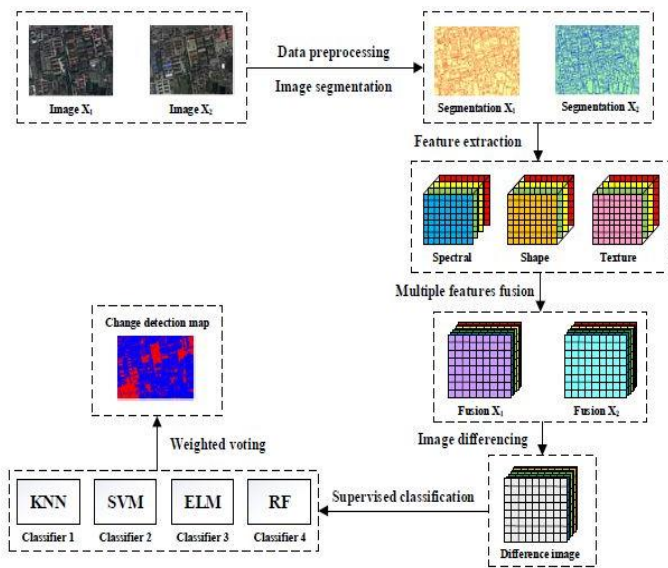 Data preprocessing
Image segmentation
Image X₁
Image X₂
Segmentation X₁
Segmentation X₂
Feature extraction
Spectral
Shape
Texture
Multiple features fusion
Fusion X₁
Fusion X₂
Image differencing
Difference image
Supervised classification
KNN
SVM
ELM
RF
Classifier 1
Classifier 2
Classifier 3
Classifier 4
Weighted voting
Change detection map